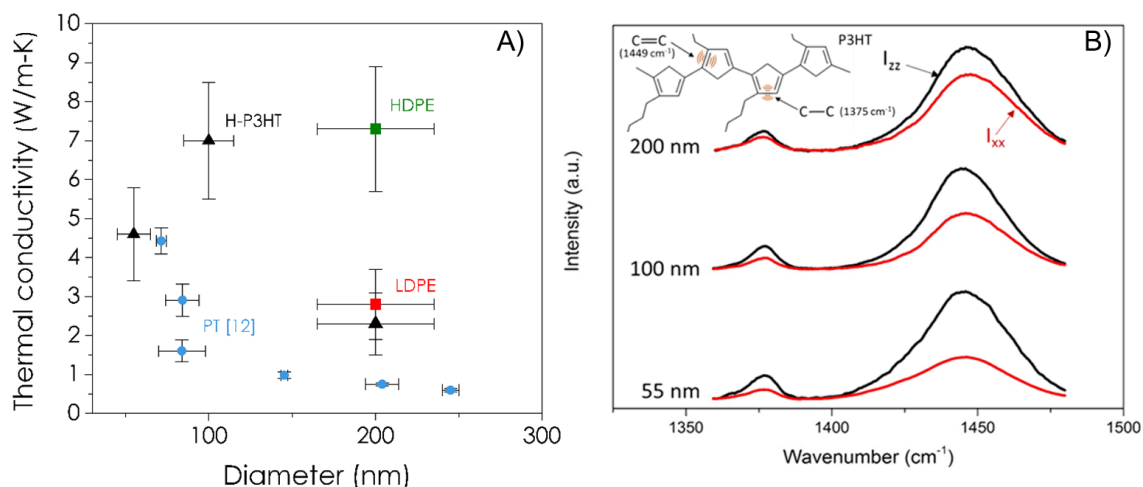 A)
Thermal conductivity (W/m-K)
10
9
8
7
6
5
4
3
2
1
0
H-P3HT
HDPE
LDPE
PT [12]
100
200
300
Diameter (nm)
B)
P3HT
C=C
(1449 cm⁻¹)
C—C (1375 cm⁻¹)
Izz
Ixx
200 nm
100 nm
55 nm
Intensity (a.u.)
1350
1400
1450
1500
Wavenumber (cm⁻¹)